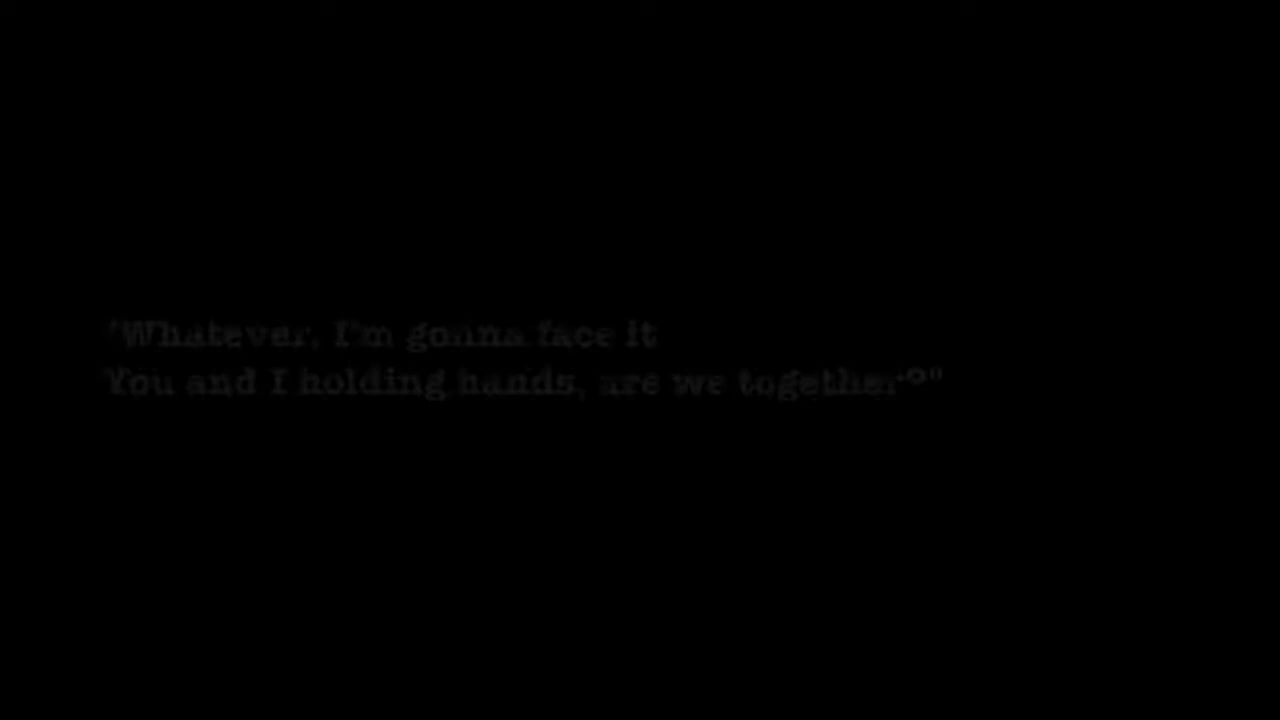 "Whatever, I'm gonna face it
You and I holding hands, are we together?"